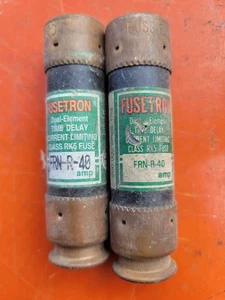 FUSETRON
Dual-Element
TIME DELAY
CURRENT LIMITING
CLASS RK5 FUSE
FRN-R-40
amp
FUSETRON
Dual-Element
TIME DELAY
CURRENT LIMITING
CLASS RK5 FUSE
FRN-R-40
amp